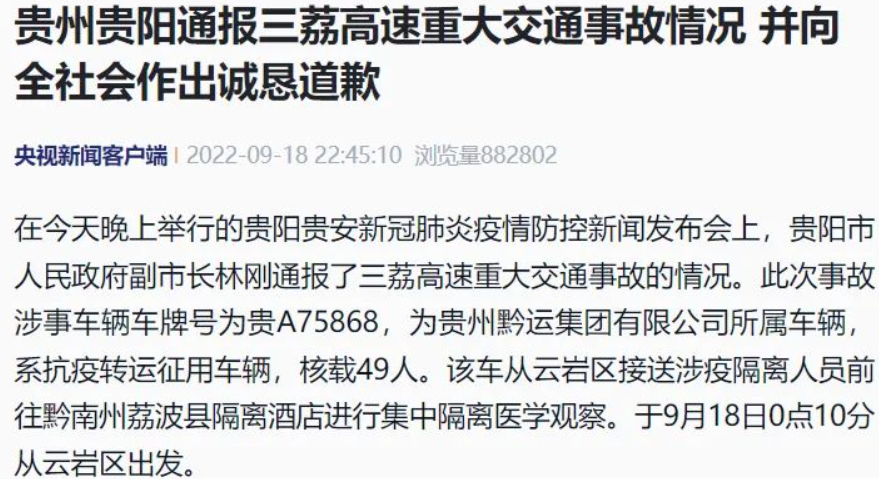 贵州贵阳通报三荔高速重大交通事故情况 并向
全社会作出诚恳道歉
央视新闻客户端 | 2022-09-18 22:45:10 浏览量882802
在今天晚上举行的贵阳贵安新冠肺炎疫情防控新闻发布会上，贵阳市
人民政府副市长林刚通报了三荔高速重大交通事故的情况。此次事故
涉事车辆车牌号为贵A75868，为贵州黔运集团有限公司所属车辆，
系抗疫转运征用车辆，核载49人。该车从云岩区接送涉疫隔离人员前
往黔南州荔波县隔离酒店进行集中隔离医学观察。于9月18日0点10分
从云岩区出发。